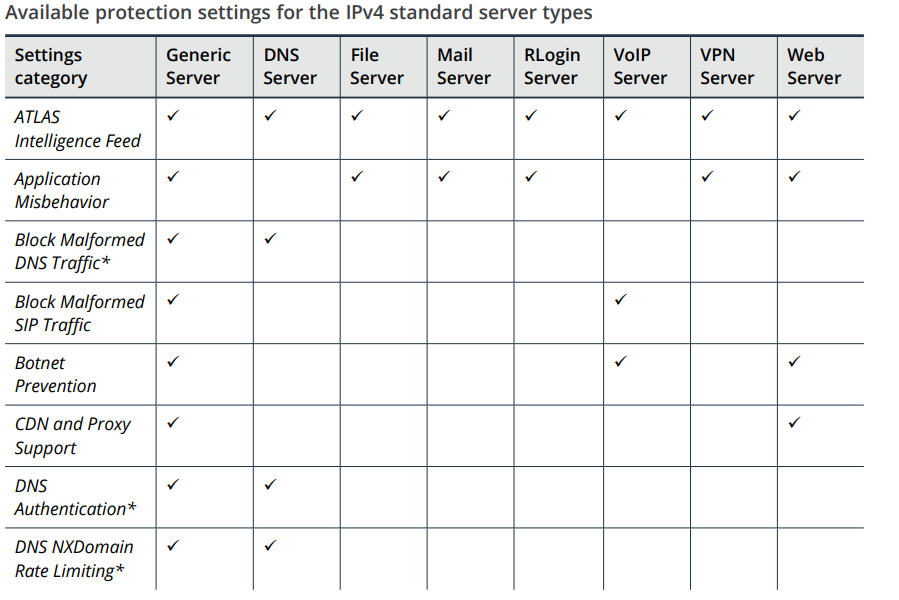 Available protection settings for the IPv4 standard server types
Settings category | Generic Server | DNS Server | File Server | Mail Server | RLogin Server | VoIP Server | VPN Server | Web Server
ATLAS Intelligence Feed | ✓ | ✓ | ✓ | ✓ | ✓ | ✓ | ✓ | ✓
Application Misbehavior | ✓ | | ✓ | ✓ | ✓ | | ✓ | ✓
Block Malformed DNS Traffic* | ✓ | ✓ | | | | | |
Block Malformed SIP Traffic | ✓ | | | | | ✓ | |
Botnet Prevention | ✓ | | | | | ✓ | | ✓
CDN and Proxy Support | ✓ | | | | | | | ✓
DNS Authentication* | ✓ | ✓ | | | | | |
DNS NXDomain Rate Limiting* | ✓ | ✓ | | | | | |